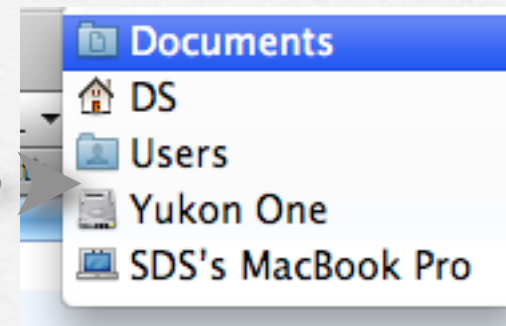 Documents
DS
Users
Yukon One
SDS's MacBook Pro